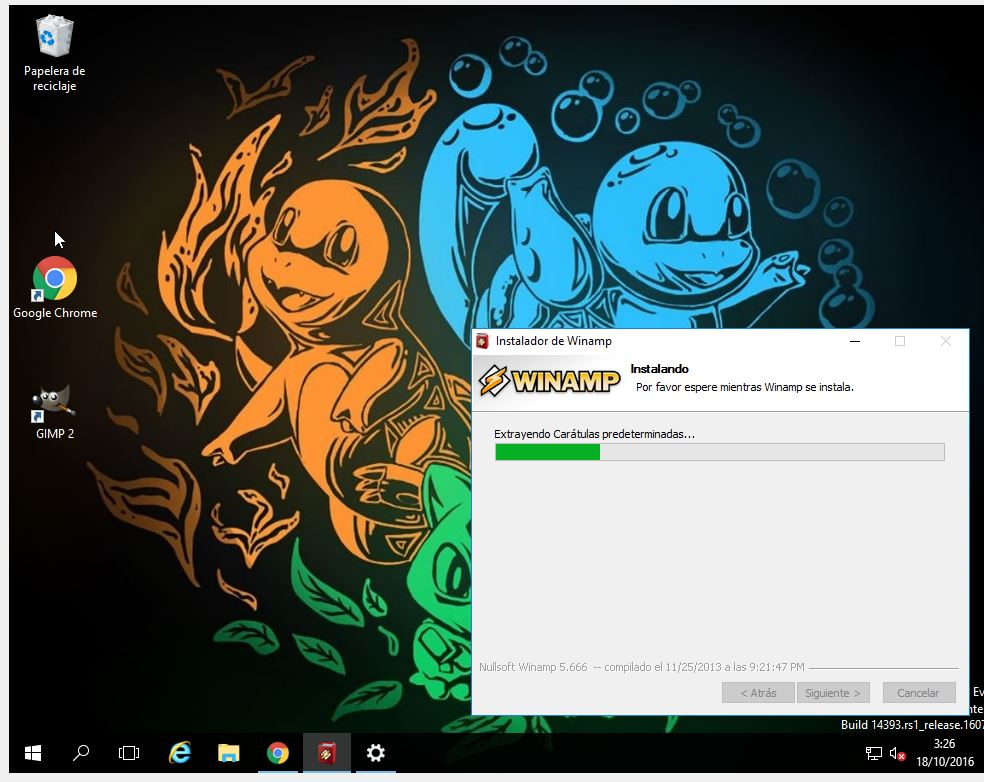 Papelera de
reciclaje
Google Chrome
GIMP 2
Instalador de Winamp
WINAMP
Instalando
Por favor espere mientras Winamp se instala.
Extrayendo Carátulas predeterminadas...
Nullsoft Winamp 5.666 -- compilado el 11/25/2013 a las 9:21:47 PM
< Atrás
Siguiente >
Cancelar
Build 14393.rs1_release.1607
3:26
18/10/2016